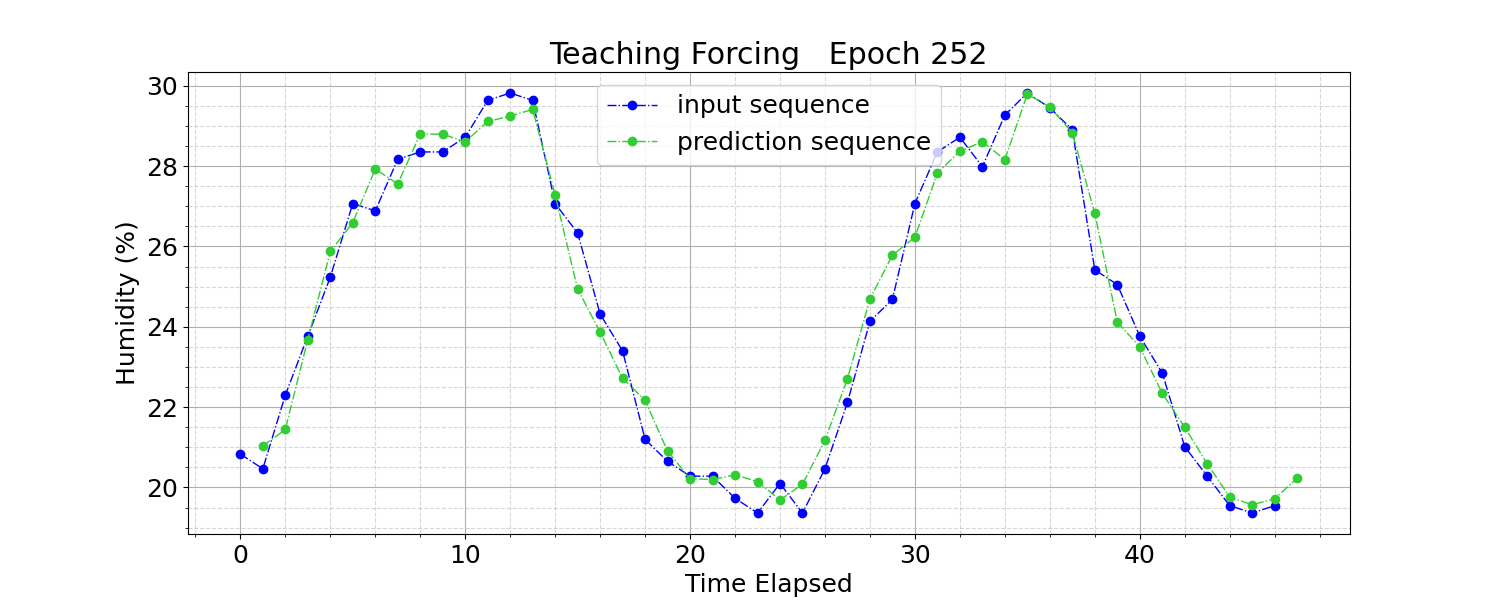 Teaching Forcing   Epoch 252
30
28
26
24
22
20
Humidity (%)
input sequence
prediction sequence
0 10 20 30 40
Time Elapsed